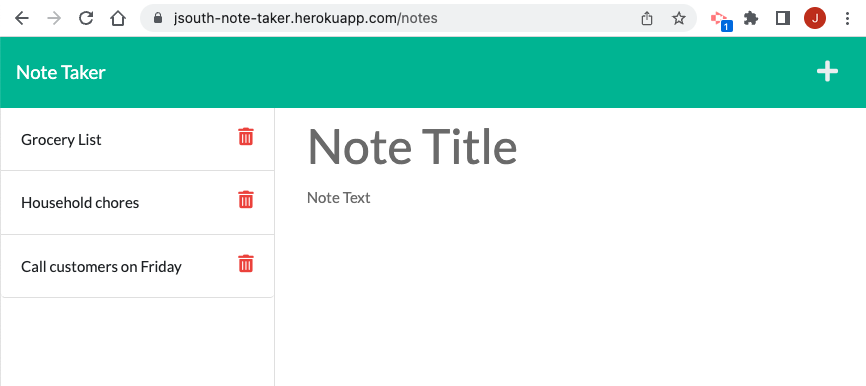 jsouth-note-taker.herokuapp.com/notes
1
J
Note Taker
Grocery List
Household chores
Call customers on Friday
Note Title
Note Text